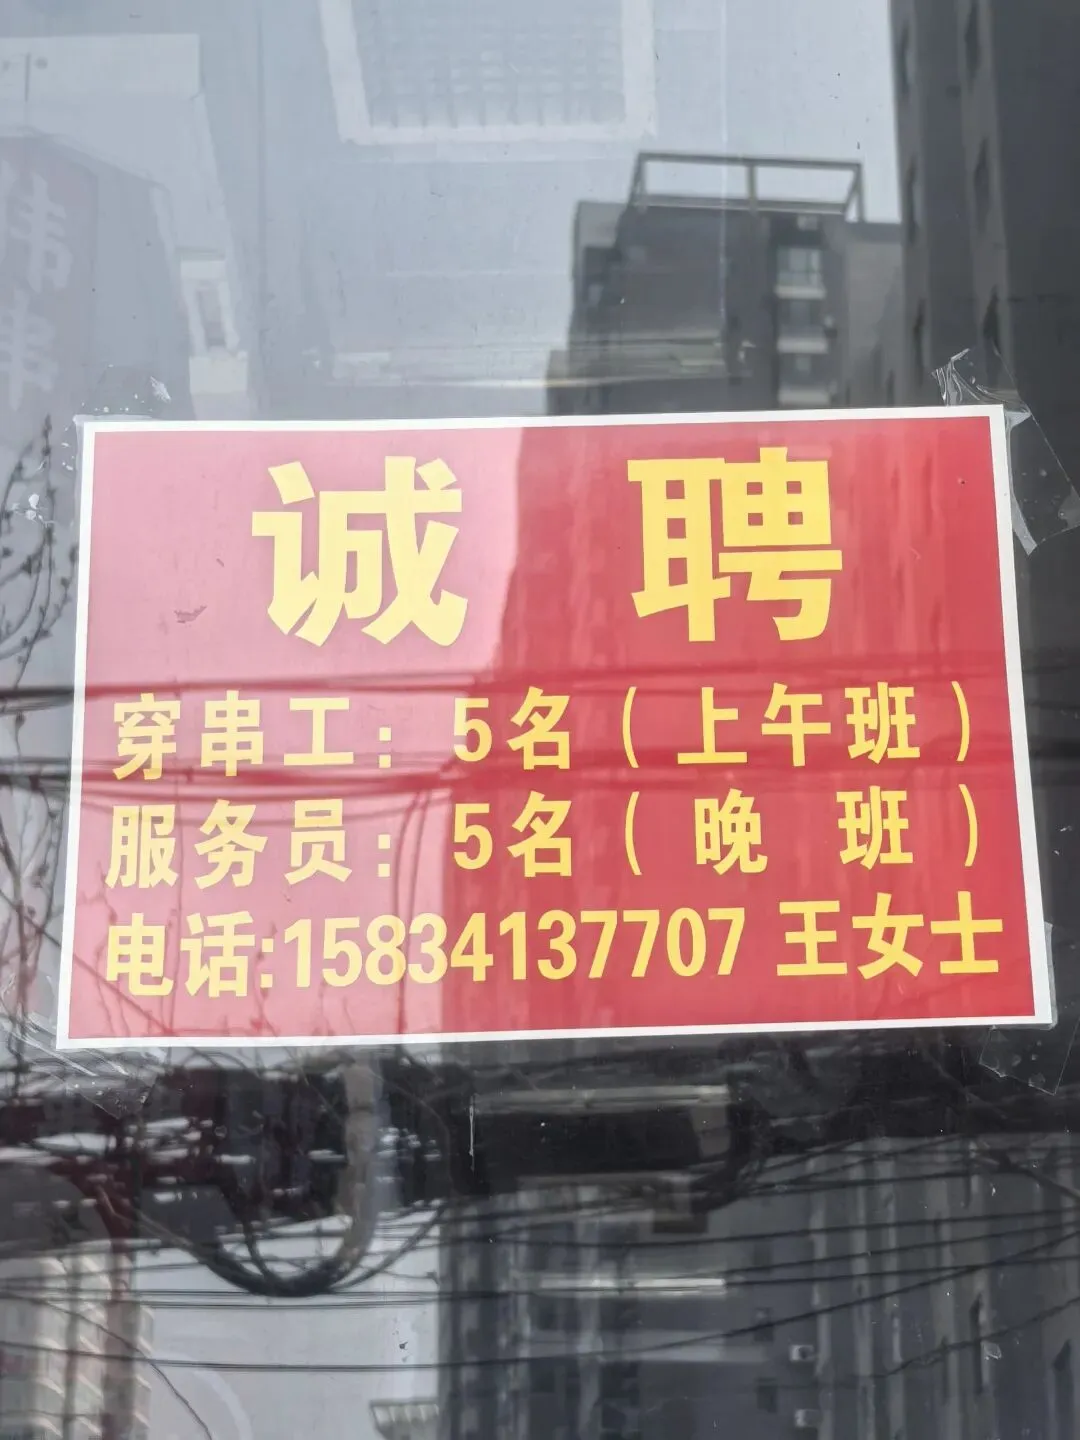 诚聘
穿串工：5名（上午班）
服务员：5名（晚班）
电话:15834137707 王女士